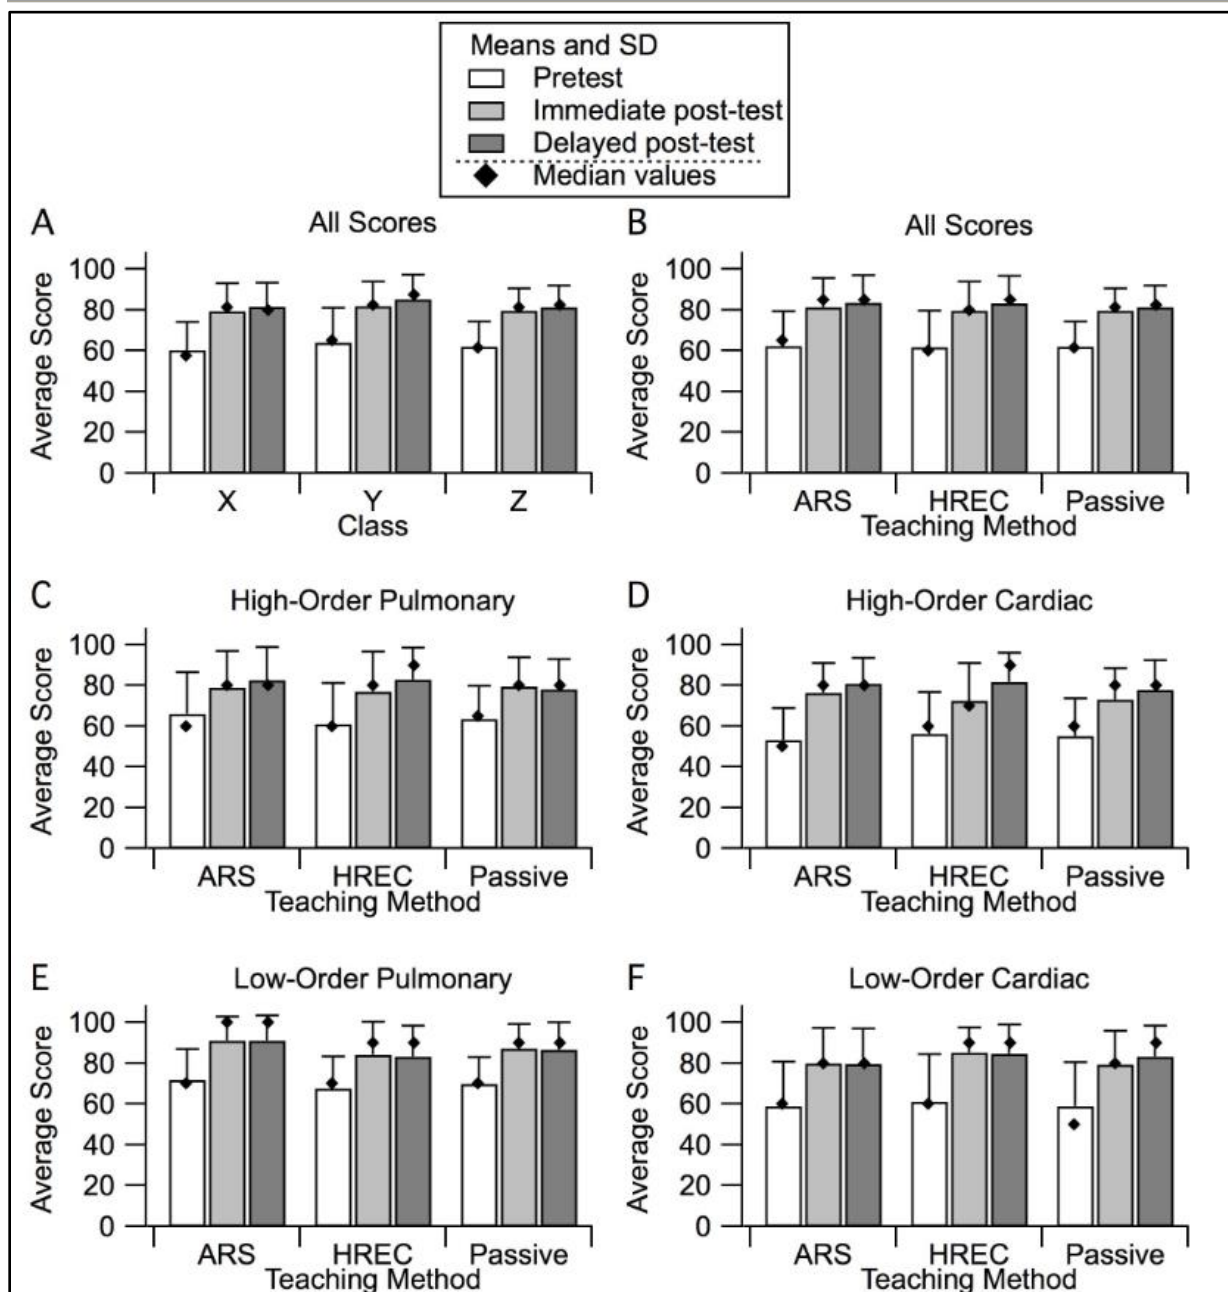 Means and SD
Pretest
Immediate post-test
Delayed post-test
Median values
A
All Scores
Average Score
100
80
60
40
20
0
X Y Z
Class
B
All Scores
Average Score
100
80
60
40
20
0
ARS HREC Passive
Teaching Method
C
High-Order Pulmonary
Average Score
100
80
60
40
20
0
ARS HREC Passive
Teaching Method
D
High-Order Cardiac
Average Score
100
80
60
40
20
0
ARS HREC Passive
Teaching Method
E
Low-Order Pulmonary
Average Score
100
80
60
40
20
0
ARS HREC Passive
Teaching Method
F
Low-Order Cardiac
Average Score
100
80
60
40
20
0
ARS HREC Passive
Teaching Method